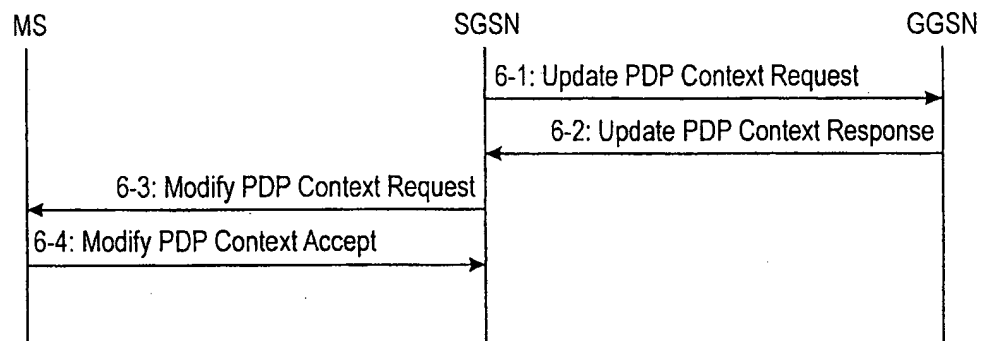 MS
SGSN
GGSN
6-1: Update PDP Context Request
6-2: Update PDP Context Response
6-3: Modify PDP Context Request
6-4: Modify PDP Context Accept